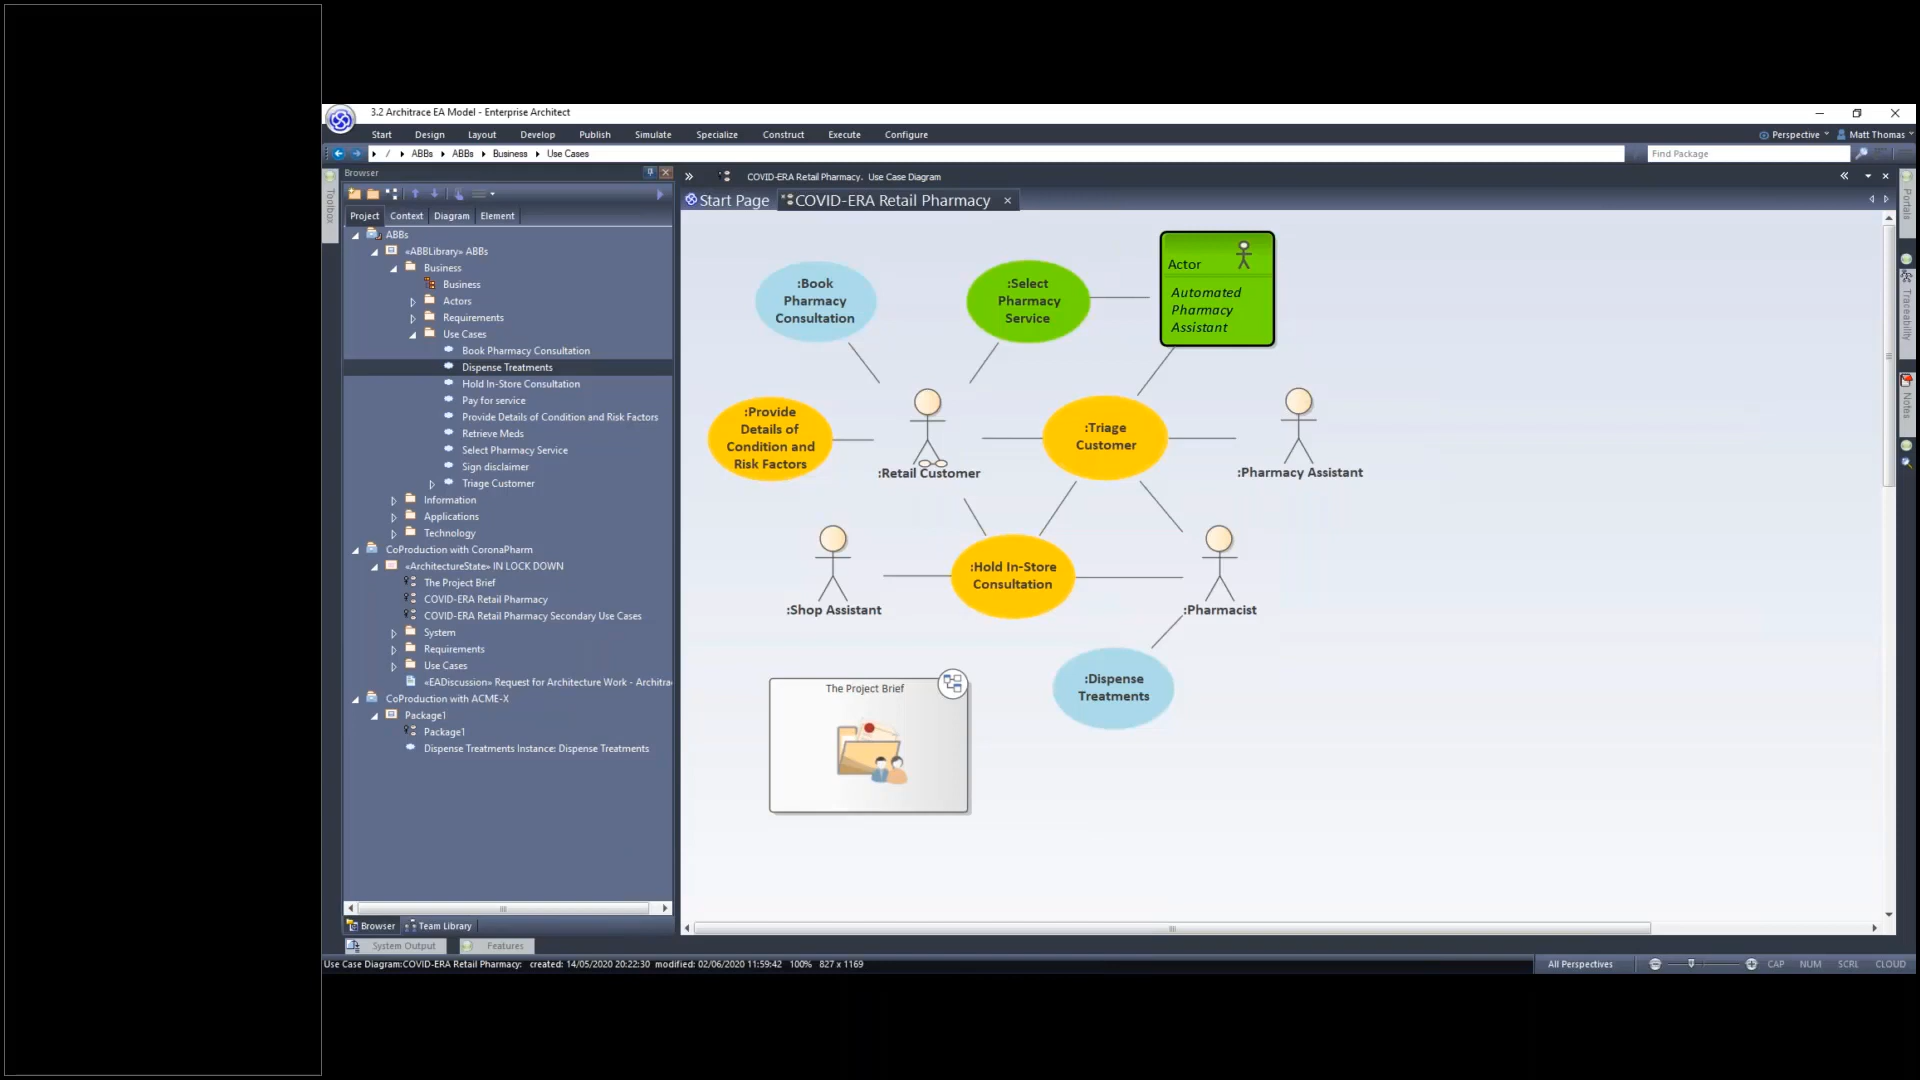 3.2 Architrace EA Model - Enterprise Architect
Start Design Layout Develop Publish Simulate Specialize Construct Execute Configure
Perspective Matt Thomas
/ ABBs ABBs Business Use Cases
Find Package
Toolbox
Browser
Project Context Diagram Element
ABBs
«ABBLibrary» ABBs
Business
Business
Actors
Requirements
Use Cases
Book Pharmacy Consultation
Dispense Treatments
Hold In-Store Consultation
Pay for service
Provide Details of Condition and Risk Factors
Retrieve Meds
Select Pharmacy Service
Sign disclaimer
Triage Customer
Information
Applications
Technology
CoProduction with CoronaPharm
«ArchitectureState» IN LOCK DOWN
The Project Brief
COVID-ERA Retail Pharmacy
COVID-ERA Retail Pharmacy Secondary Use Cases
System
Requirements
Use Cases
«EADiscussion» Request for Architecture Work - Architra
CoProduction with ACME-X
Package1
Package1
Dispense Treatments Instance: Dispense Treatments
Browser Team Library
System Output Features
COVID-ERA Retail Pharmacy. Use Case Diagram
Start Page COVID-ERA Retail Pharmacy
:Book
Pharmacy
Consultation
:Select
Pharmacy
Service
Actor
Automated
Pharmacy
Assistant
:Provide
Details of
Condition and
Risk Factors
:Retail Customer
:Triage
Customer
:Pharmacy Assistant
:Shop Assistant
:Hold In-Store
Consultation
:Pharmacist
:Dispense
Treatments
The Project Brief
Portals
Traceability
Notes
Use Case Diagram:COVID-ERA Retail Pharmacy: created: 14/05/2020 20:22:30 modified: 02/06/2020 11:59:42 100% 827 x 1169
All Perspectives CAP NUM SCRL CLOUD